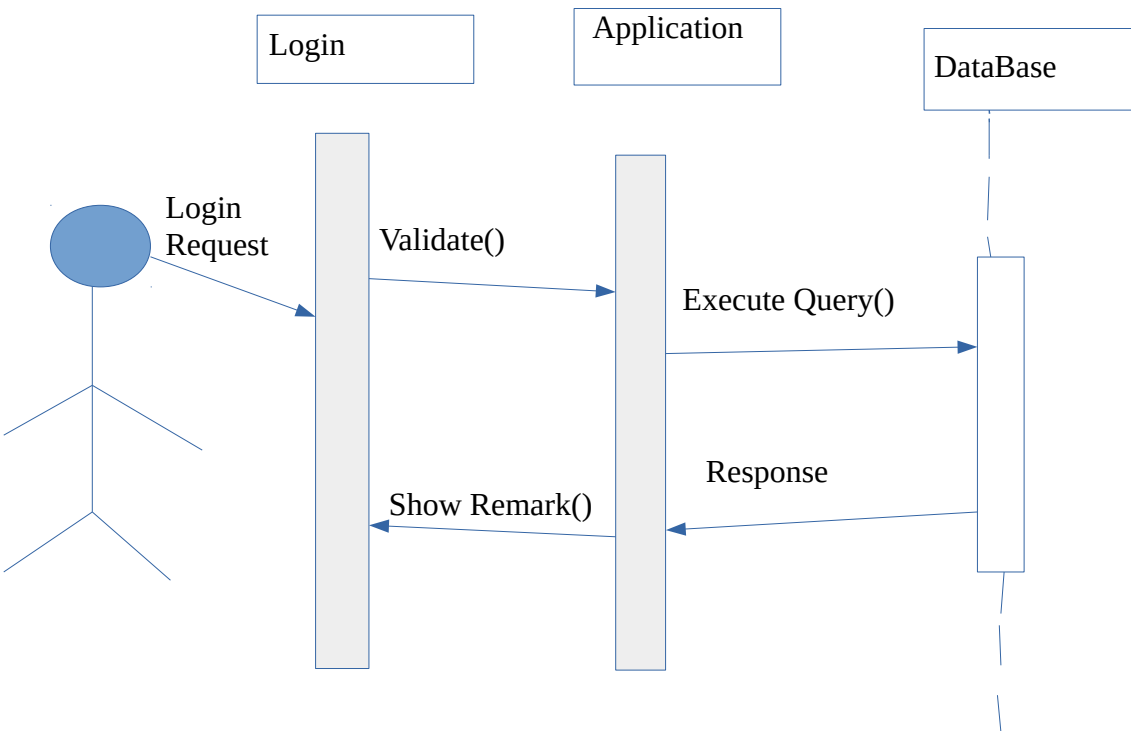 Login
Application
DataBase
Login
Request
Validate()
Execute Query()
Response
Show Remark()